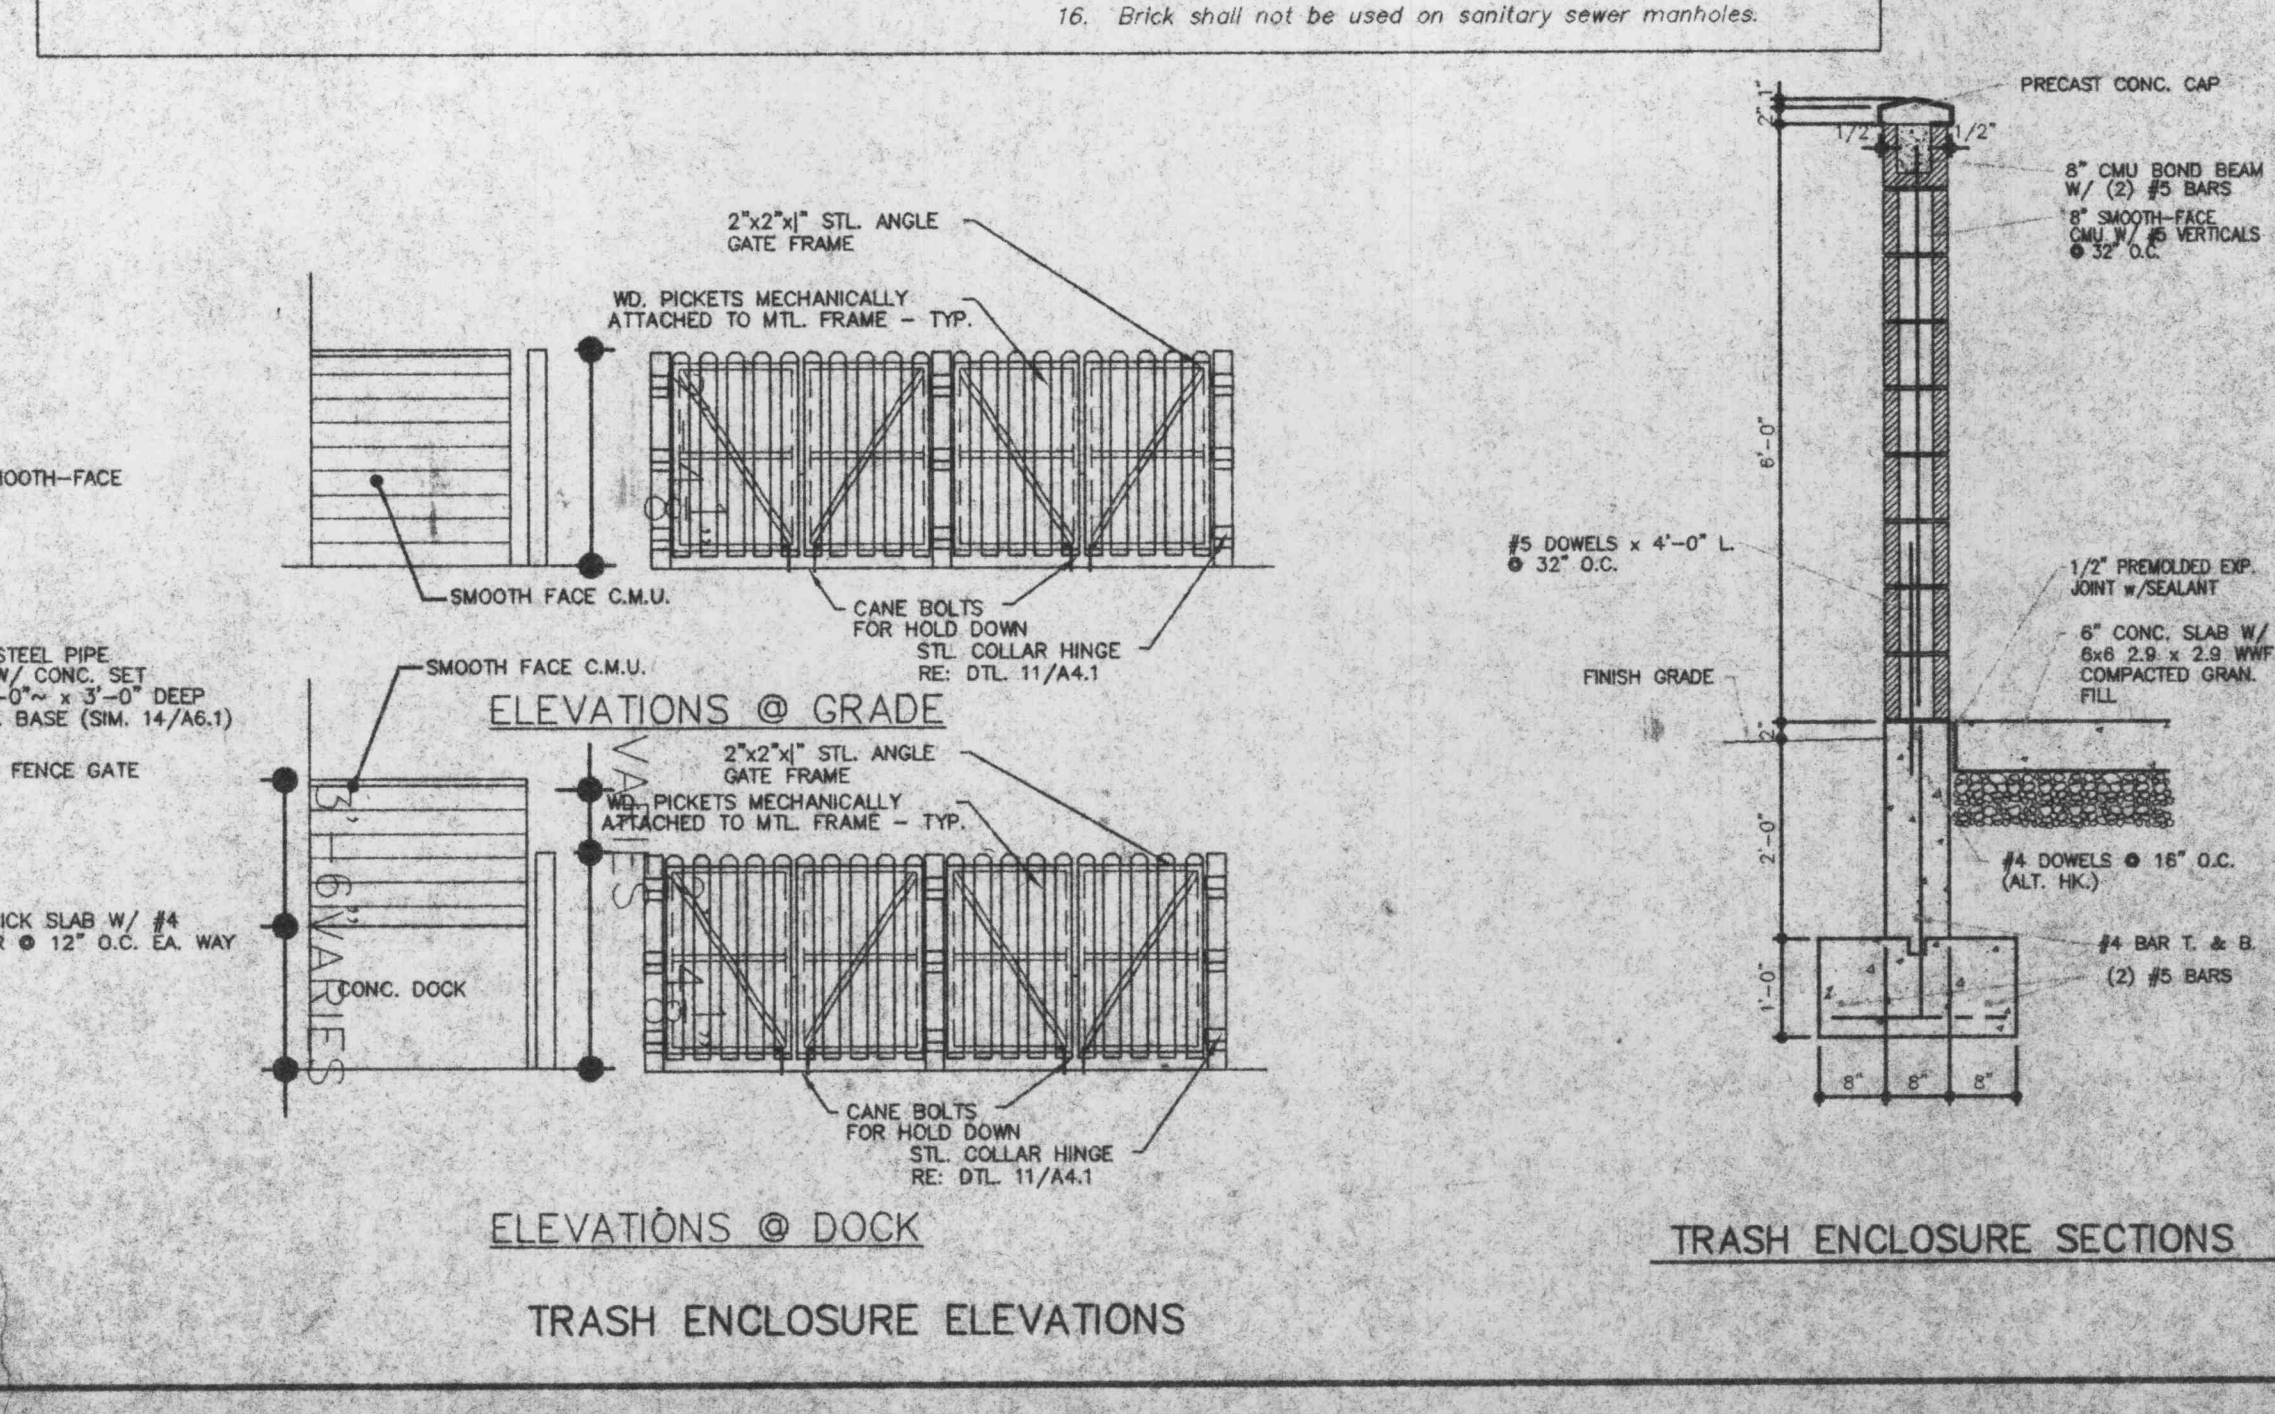 16. Brick shall not be used on sanitary sewer manholes.
2"x2"x|" STL. ANGLE
GATE FRAME
WD. PICKETS MECHANICALLY
ATTACHED TO MTL. FRAME – TYP.
OOTH–FACE
SMOOTH FACE C.M.U.
CANE BOLTS
FOR HOLD DOWN
STL. COLLAR HINGE
RE: DTL. 11/A4.1
ELEVATIONS @ GRADE
STEEL PIPE
W/ CONC. SET
–0"~ x 3'–0" DEEP
. BASE (SIM. 14/A6.1)
FENCE GATE
SMOOTH FACE C.M.U.
2"x2"x|" STL. ANGLE
GATE FRAME
WD. PICKETS MECHANICALLY
ATTACHED TO MTL. FRAME – TYP.
VARIES
3'–6"
VARIES
ICK SLAB W/ #4
R @ 12" O.C. EA. WAY
CONC. DOCK
CANE BOLTS
FOR HOLD DOWN
STL. COLLAR HINGE
RE: DTL. 11/A4.1
ELEVATIONS @ DOCK
TRASH ENCLOSURE ELEVATIONS
PRECAST CONC. CAP
1"
2"
1/2"
1/2"
8" CMU BOND BEAM
W/ (2) #5 BARS
8" SMOOTH–FACE
CMU W/ #5 VERTICALS
@ 32" O.C.
6'–0"
#5 DOWELS x 4'–0" L.
@ 32" O.C.
1/2" PREMOLDED EXP.
JOINT w/SEALANT
6" CONC. SLAB W/
6x6 2.9 x 2.9 WWF
COMPACTED GRAN.
FILL
FINISH GRADE
2"
2'–0"
#4 DOWELS @ 16" O.C.
(ALT. HK.)
#4 BAR T. & B.
(2) #5 BARS
1'–0"
8" 8" 8"
TRASH ENCLOSURE SECTIONS